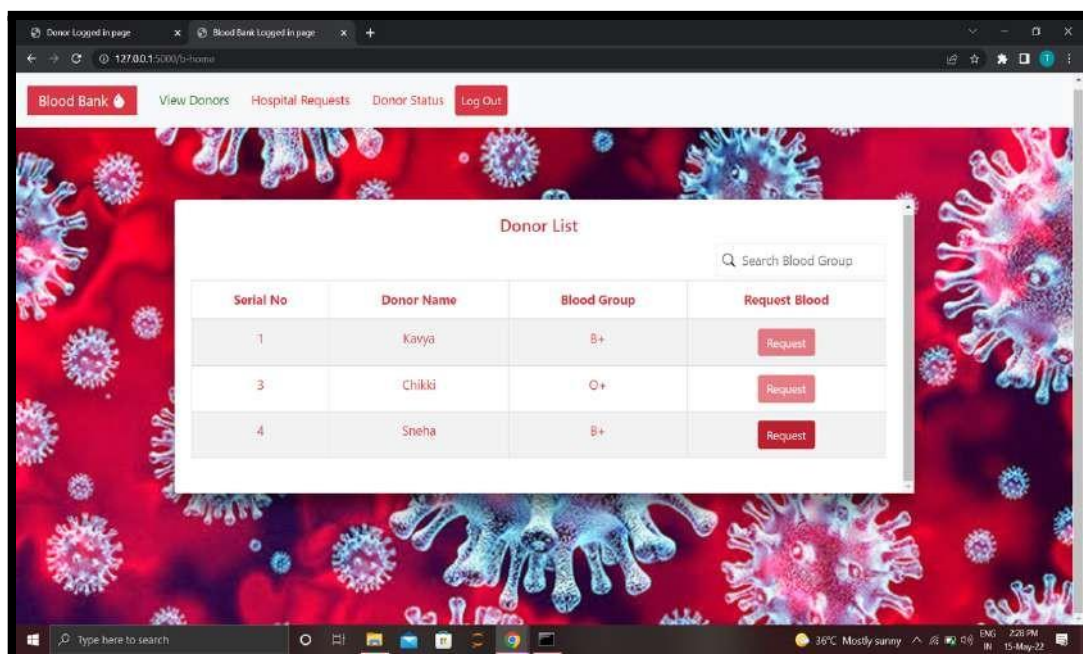 Donor Logged in page
Blood Bank Logged in page
127.0.0.1:5000/b-home
T
Blood Bank
View Donors
Hospital Requests
Donor Status
Log Out
Donor List
Search Blood Group
Serial No Donor Name Blood Group Request Blood
1 Kavya B+ Request
3 Chikki O+ Request
4 Sneha B+ Request
Type here to search
36°C Mostly sunny
ENG
IN
2:28 PM
15-May-22